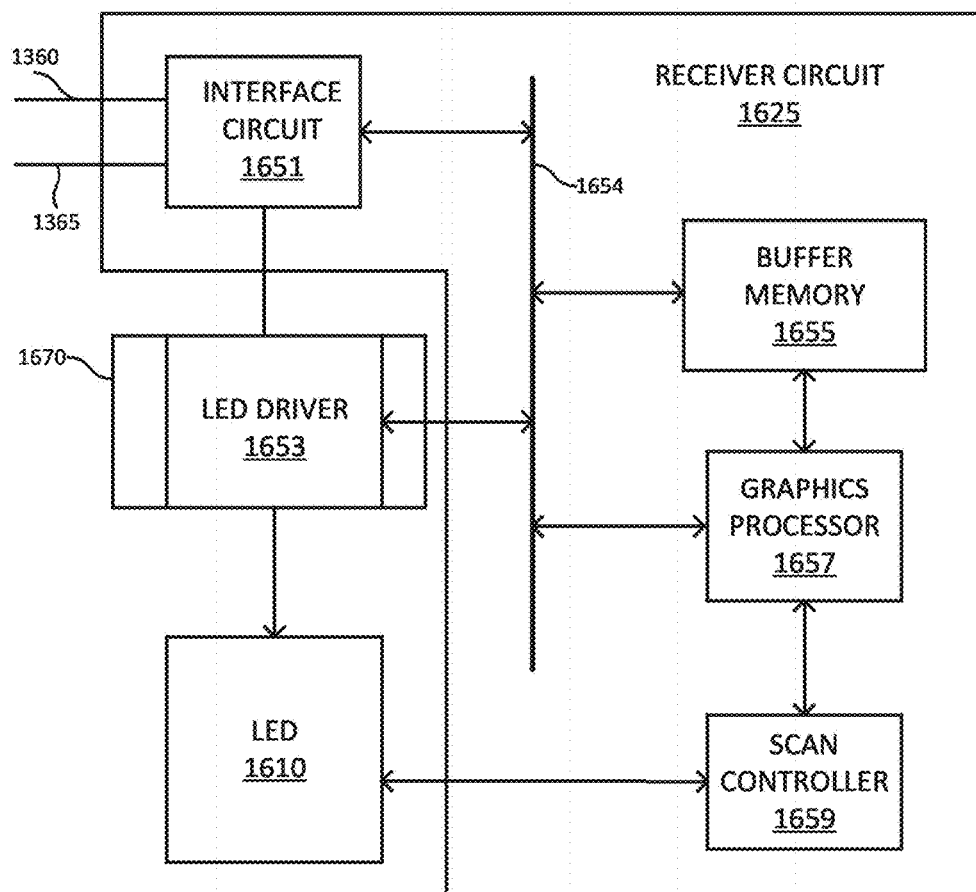 1360
1365
INTERFACE
CIRCUIT
1651
RECEIVER CIRCUIT
1625
1654
BUFFER
MEMORY
1655
1670
LED DRIVER
1653
GRAPHICS
PROCESSOR
1657
LED
1610
SCAN
CONTROLLER
1659